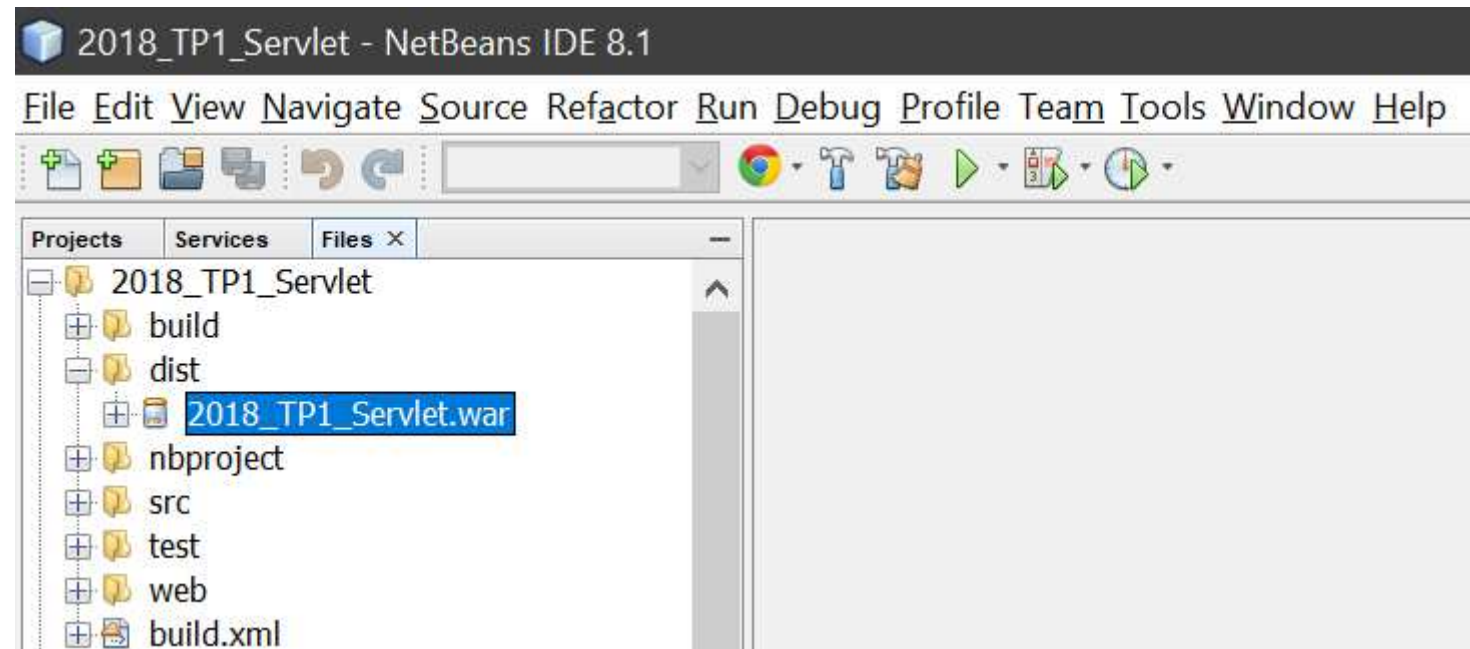 2018_TP1_Servlet - NetBeans IDE 8.1
File Edit View Navigate Source Refactor Run Debug Profile Team Tools Window Help
Projects Services Files
2018_TP1_Servlet
build
dist
2018_TP1_Servlet.war
nbproject
src
test
web
build.xml